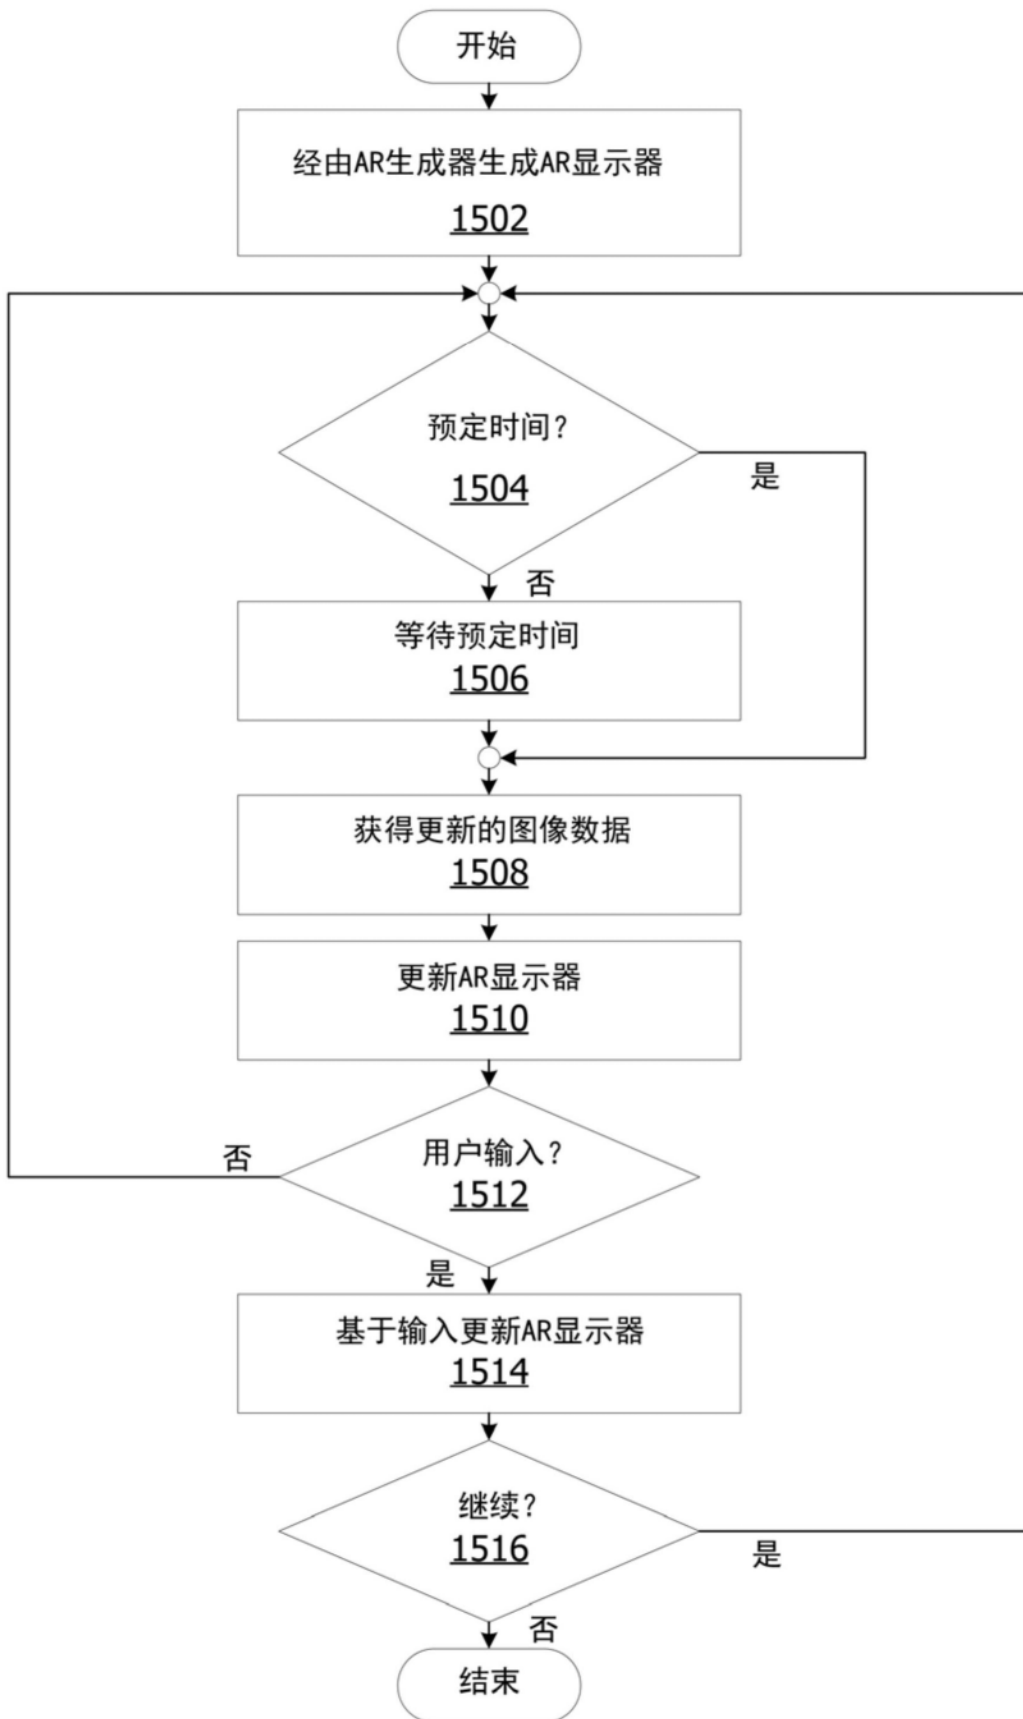 开始
经由AR生成器生成AR显示器
1502
预定时间?
1504
是
否
等待预定时间
1506
获得更新的图像数据
1508
更新AR显示器
1510
用户输入?
1512
否
是
基于输入更新AR显示器
1514
继续?
1516
是
否
结束